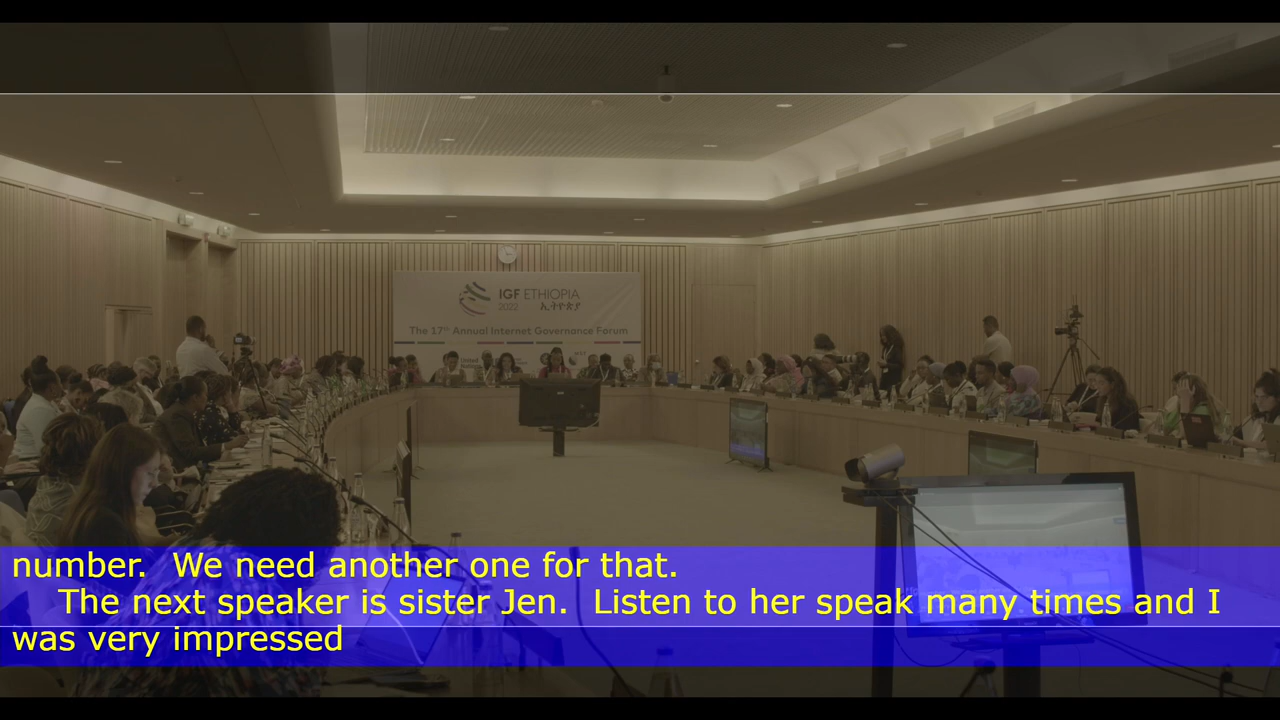 IGF ETHIOPIA
2022 ኢትዮጵያ
The 17th Annual Internet Governance Forum
number.  We need another one for that.
The next speaker is sister Jen.  Listen to her speak many times and I
was very impressed